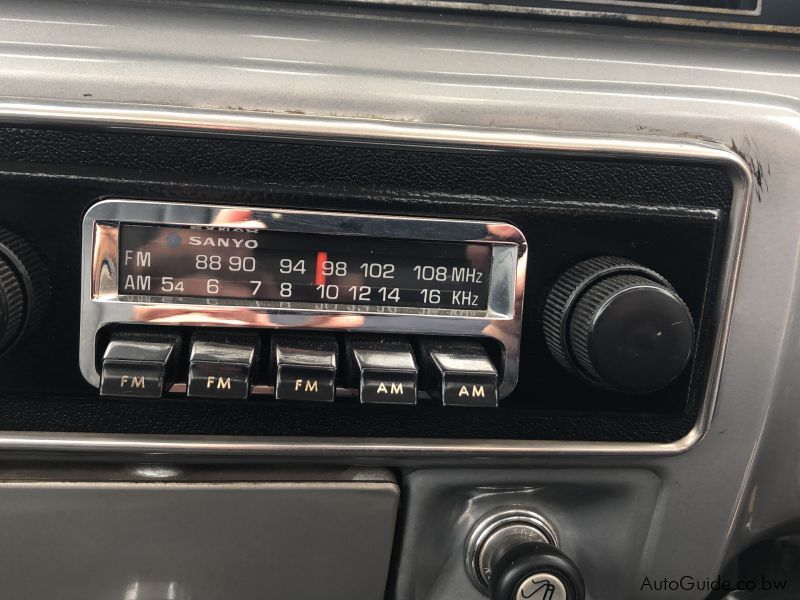 SANYO
FM 88 90 94 98 102 108 MHz
AM 54 6 7 8 10 12 14 16 KHz
FM FM FM AM AM
AutoGuide.co.bw